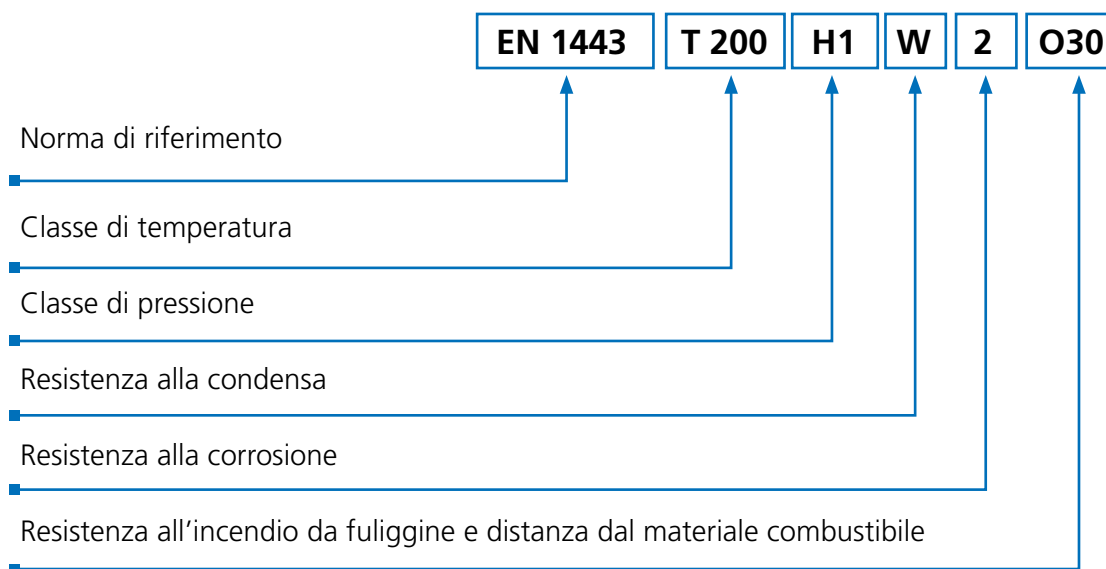 EN 1443 T 200 H1 W 2 O30
Norma di riferimento
Classe di temperatura
Classe di pressione
Resistenza alla condensa
Resistenza alla corrosione
Resistenza all’incendio da fuliggine e distanza dal materiale combustibile